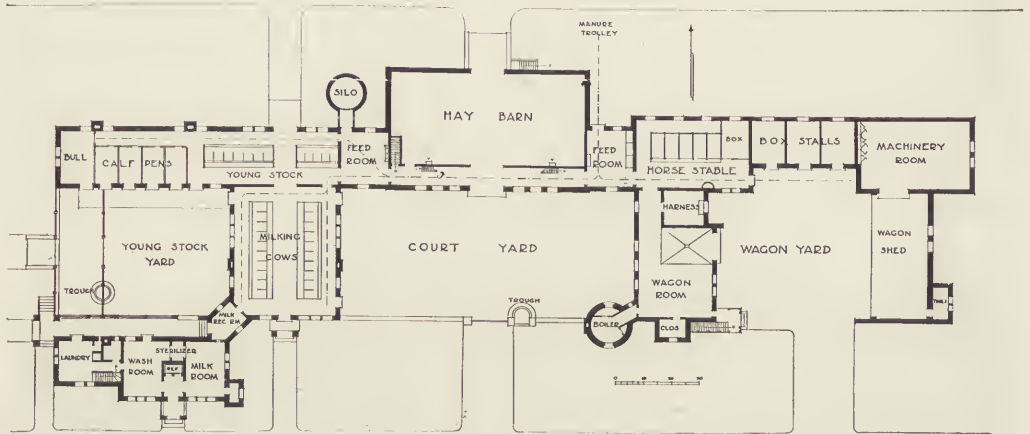 MANURE
TROLLEY
SILO
HAY BARN
BULL
CALF PENS
FEED
ROOM
YOUNG STOCK
FEED
ROOM
BOX
BOX STALLS
HORSE STABLE
MACHINERY
ROOM
HARNESS
YOUNG STOCK
YARD
MILKING
COWS
COURT YARD
WAGON YARD
WAGON
SHED
WAGON
ROOM
TROUGH
TROUGH
MILK
REC. RM.
BOILER
CLOS.
LAUNDRY
WASH
ROOM
STERILIZER
REF.
MILK
ROOM